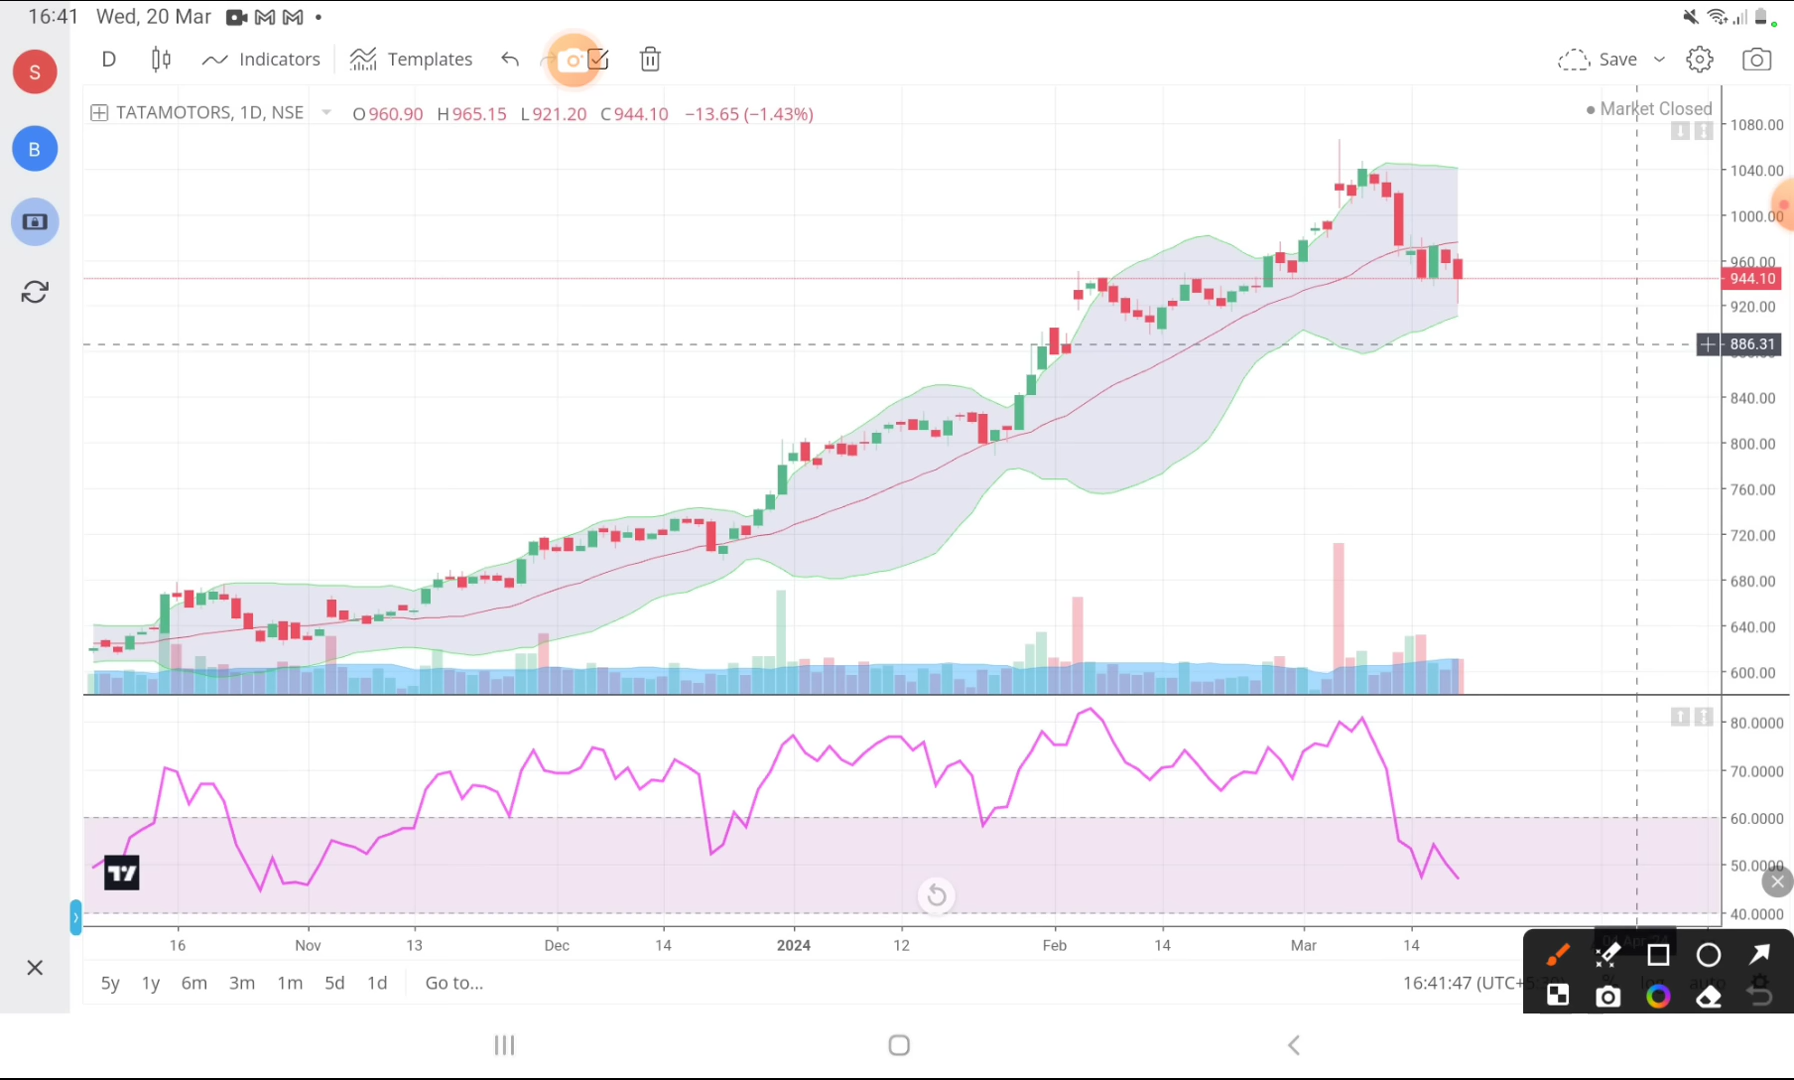 16:41 Wed, 20 Mar
S
B
D Indicators Templates Save
TATAMOTORS, 1D, NSE O960.90 H965.15 L921.20 C944.10 −13.65 (−1.43%)
Market Closed
1080.00
1040.00
1000.00
960.00
944.10
920.00
886.31
840.00
800.00
760.00
720.00
680.00
640.00
600.00
80.0000
70.0000
60.0000
50.0000
40.0000
16 Nov 13 Dec 14 2024 12 Feb 14 Mar 14
5y 1y 6m 3m 1m 5d 1d Go to...
16:41:47 (UTC+5:30)